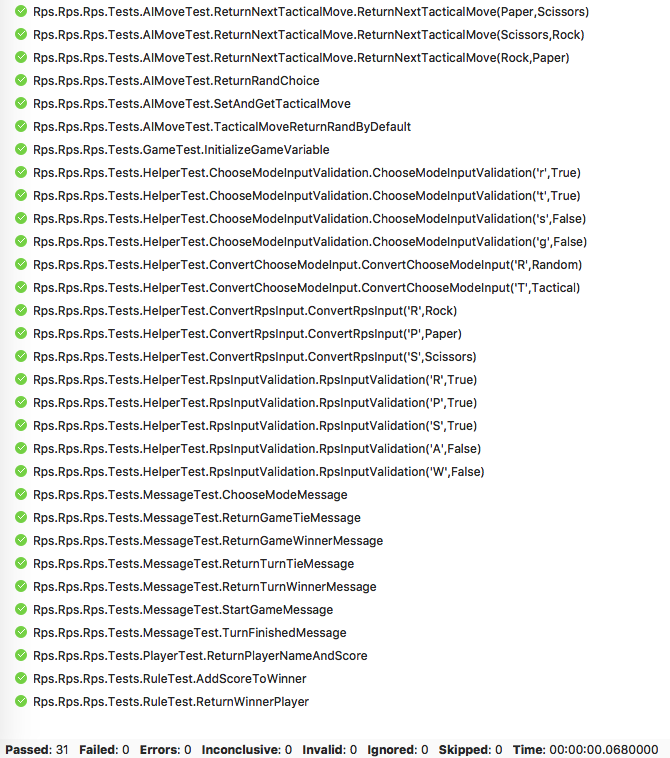 Rps.Rps.Rps.Tests.AIMoveTest.ReturnNextTacticalMove.ReturnNextTacticalMove(Paper,Scissors)
Rps.Rps.Rps.Tests.AIMoveTest.ReturnNextTacticalMove.ReturnNextTacticalMove(Scissors,Rock)
Rps.Rps.Rps.Tests.AIMoveTest.ReturnNextTacticalMove.ReturnNextTacticalMove(Rock,Paper)
Rps.Rps.Rps.Tests.AIMoveTest.ReturnRandChoice
Rps.Rps.Rps.Tests.AIMoveTest.SetAndGetTacticalMove
Rps.Rps.Rps.Tests.AIMoveTest.TacticalMoveReturnRandByDefault
Rps.Rps.Rps.Tests.GameTest.InitializeGameVariable
Rps.Rps.Rps.Tests.HelperTest.ChooseModeInputValidation.ChooseModeInputValidation('r',True)
Rps.Rps.Rps.Tests.HelperTest.ChooseModeInputValidation.ChooseModeInputValidation('t',True)
Rps.Rps.Rps.Tests.HelperTest.ChooseModeInputValidation.ChooseModeInputValidation('s',False)
Rps.Rps.Rps.Tests.HelperTest.ChooseModeInputValidation.ChooseModeInputValidation('g',False)
Rps.Rps.Rps.Tests.HelperTest.ConvertChooseModeInput.ConvertChooseModeInput('R',Random)
Rps.Rps.Rps.Tests.HelperTest.ConvertChooseModeInput.ConvertChooseModeInput('T',Tactical)
Rps.Rps.Rps.Tests.HelperTest.ConvertRpsInput.ConvertRpsInput('R',Rock)
Rps.Rps.Rps.Tests.HelperTest.ConvertRpsInput.ConvertRpsInput('P',Paper)
Rps.Rps.Rps.Tests.HelperTest.ConvertRpsInput.ConvertRpsInput('S',Scissors)
Rps.Rps.Rps.Tests.HelperTest.RpsInputValidation.RpsInputValidation('R',True)
Rps.Rps.Rps.Tests.HelperTest.RpsInputValidation.RpsInputValidation('P',True)
Rps.Rps.Rps.Tests.HelperTest.RpsInputValidation.RpsInputValidation('S',True)
Rps.Rps.Rps.Tests.HelperTest.RpsInputValidation.RpsInputValidation('A',False)
Rps.Rps.Rps.Tests.HelperTest.RpsInputValidation.RpsInputValidation('W',False)
Rps.Rps.Rps.Tests.MessageTest.ChooseModeMessage
Rps.Rps.Rps.Tests.MessageTest.ReturnGameTieMessage
Rps.Rps.Rps.Tests.MessageTest.ReturnGameWinnerMessage
Rps.Rps.Rps.Tests.MessageTest.ReturnTurnTieMessage
Rps.Rps.Rps.Tests.MessageTest.ReturnTurnWinnerMessage
Rps.Rps.Rps.Tests.MessageTest.StartGameMessage
Rps.Rps.Rps.Tests.MessageTest.TurnFinishedMessage
Rps.Rps.Rps.Tests.PlayerTest.ReturnPlayerNameAndScore
Rps.Rps.Rps.Tests.RuleTest.AddScoreToWinner
Rps.Rps.Rps.Tests.RuleTest.ReturnWinnerPlayer
Passed: 31 Failed: 0 Errors: 0 Inconclusive: 0 Invalid: 0 Ignored: 0 Skipped: 0 Time: 00:00:00.0680000